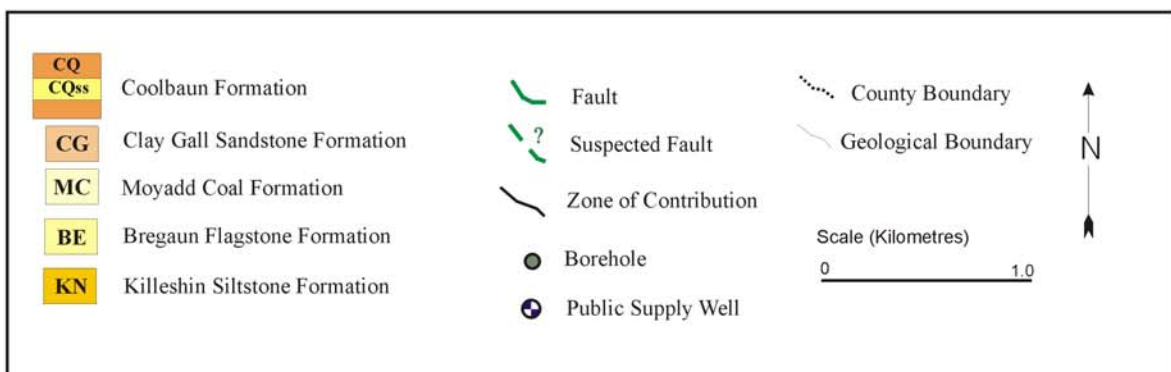 CQ
CQss
Coolbaun Formation
CG
Clay Gall Sandstone Formation
MC
Moyadd Coal Formation
BE
Bregaun Flagstone Formation
KN
Killeshin Siltstone Formation
Fault
?
Suspected Fault
Zone of Contribution
Borehole
Public Supply Well
County Boundary
Geological Boundary
Scale (Kilometres)
0 1.0
N